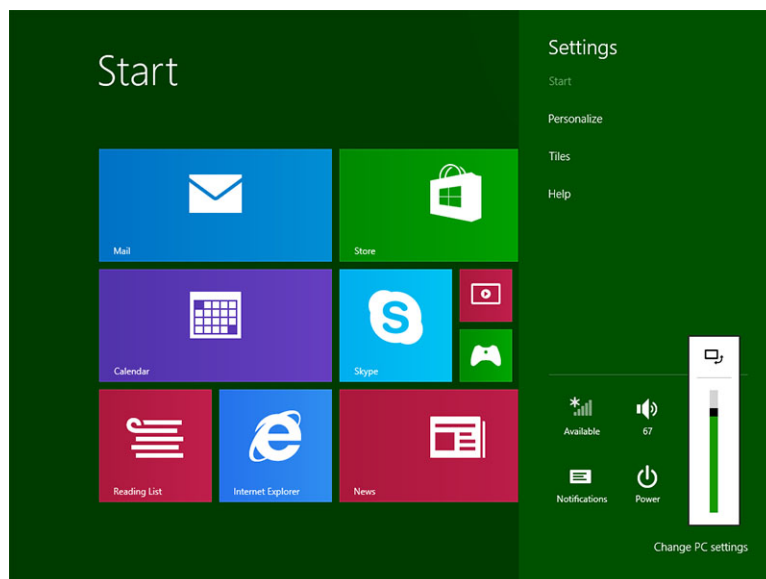 Start
Settings
Start
Personalize
Tiles
Help
Mail
Store
Calendar
Skype
Reading List
Internet Explorer
News
Available
67
Notifications
Power
Change PC settings